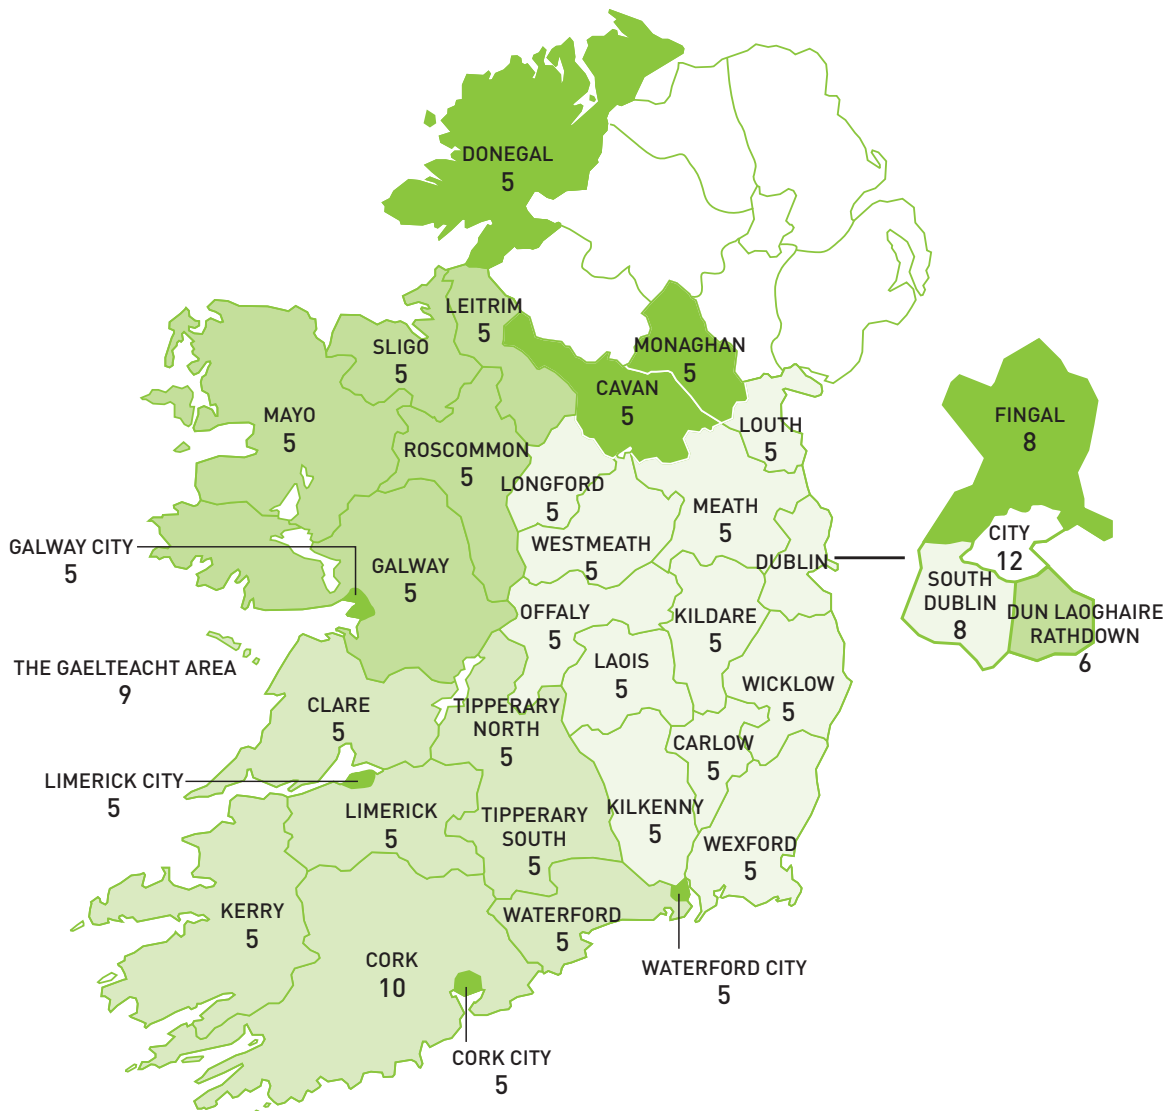 DONEGAL
5
LEITRIM
5
SLIGO
5
MONAGHAN
5
CAVAN
5
MAYO
5
LOUTH
5
ROSCOMMON
5
LONGFORD
5
MEATH
5
FINGAL
8
CITY
12
GALWAY CITY
5
WESTMEATH
5
DUBLIN
GALWAY
5
SOUTH
DUBLIN
8
DUN LAOGHAIRE
RATHDOWN
6
OFFALY
5
KILDARE
5
THE GAELTEACHT AREA
9
LAOIS
5
WICKLOW
5
CLARE
5
TIPPERARY
NORTH
5
CARLOW
5
LIMERICK CITY
5
LIMERICK
5
TIPPERARY
SOUTH
5
KILKENNY
5
WEXFORD
5
KERRY
5
WATERFORD
5
CORK
10
WATERFORD CITY
5
CORK CITY
5